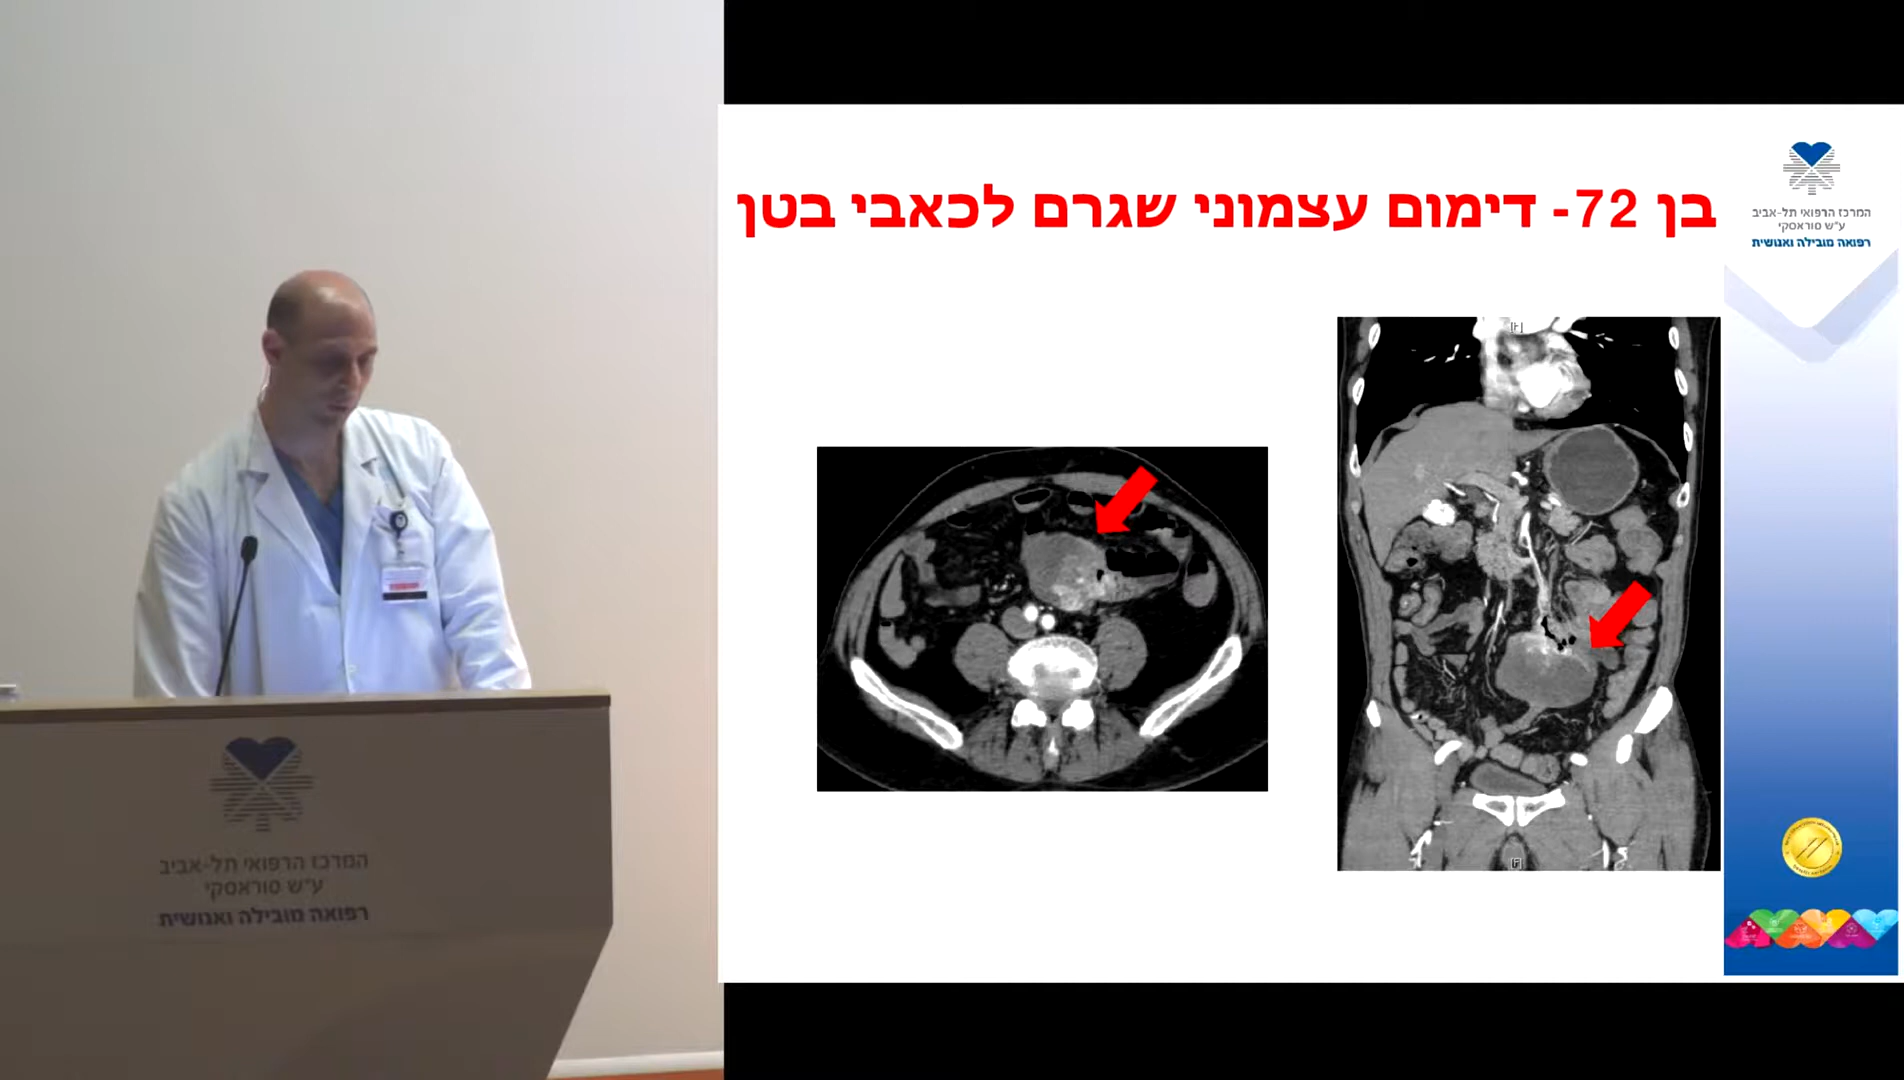 בן 72- דימום עצמוני שגרם לכאבי בטן
המרכז הרפואי תל-אביב
ע"ש סוראסקי
רפואה מובילה ואנושית
[H]
[F]
המרכז הרפואי תל-אביב
ע"ש סוראסקי
רפואה מובילה ואנושית